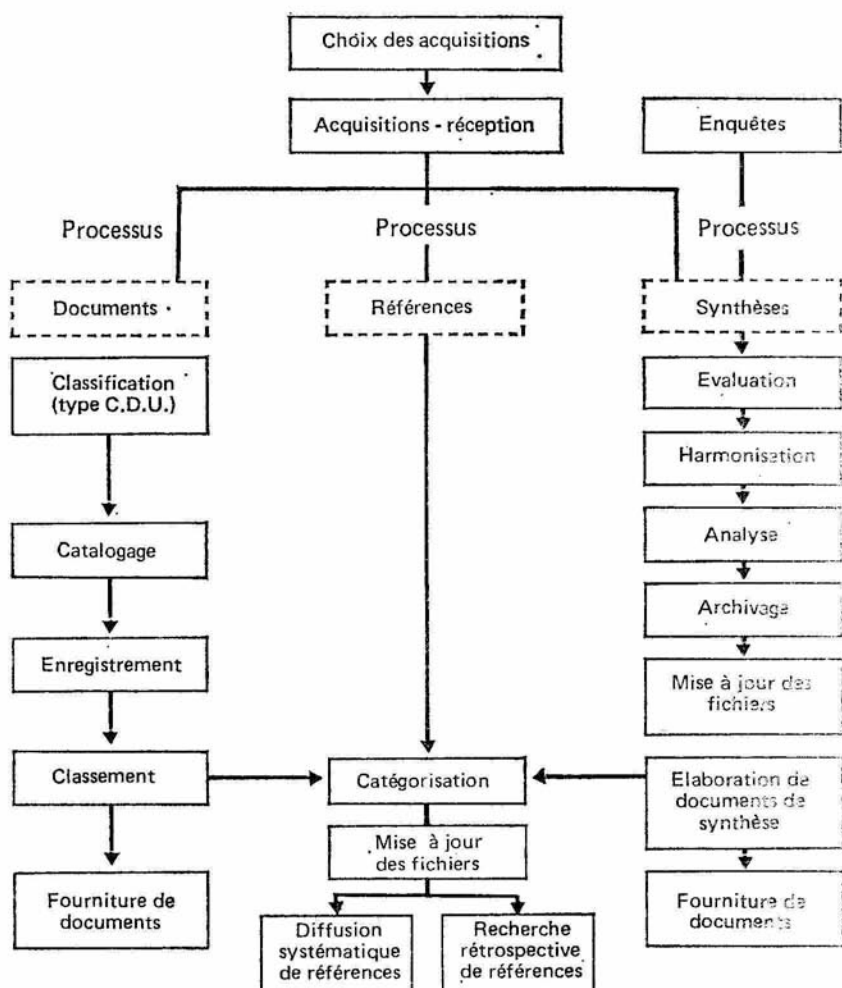 Choix des acquisitions
Acquisitions - réception
Enquêtes
Processus
Processus
Processus
Documents
Références
Synthèses
Classification
(type C.D.U.)
Evaluation
Harmonisation
Catalogage
Analyse
Archivage
Enregistrement
Mise à jour des
fichiers
Classement
Catégorisation
Elaboration de
documents de
synthèse
Mise à jour
des fichiers
Fourniture de
documents
Diffusion
systématique
de références
Recherche
rétrospective
de références
Fourniture de
documents